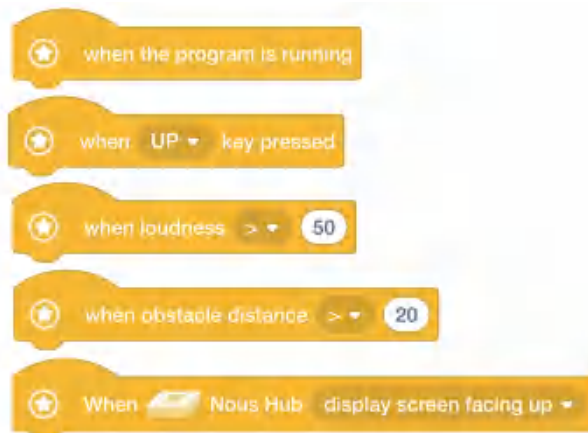 when the program is running
when UP key pressed
when loudness > 50
when obstacle distance > 20
When Nous Hub display screen facing up